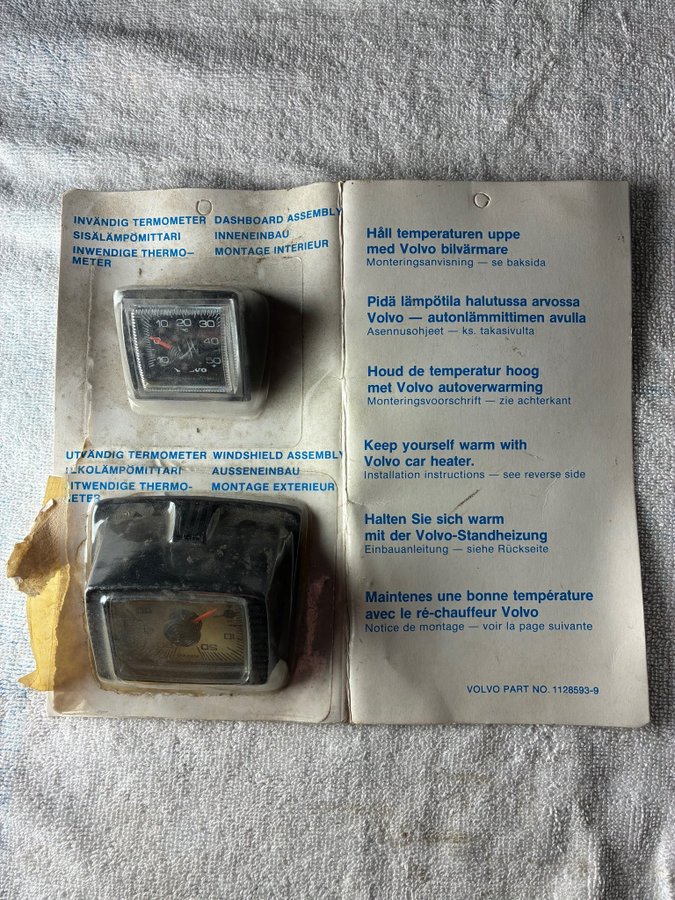 INVÄNDIG TERMOMETER
SISÄLÄMPÖMITTARI
INWENDIGE THERMO-
METER
DASHBOARD ASSEMBLY
INNENEINBAU
MONTAGE INTERIEUR
10 20 30
0 40
10 50
VOLVO
UTVÄNDIG TERMOMETER
ULKOLÄMPÖMITTARI
UITWENDIGE THERMO-
METER
WINDSHIELD ASSEMBLY
AUSSENEINBAU
MONTAGE EXTERIEUR
10
50
Håll temperaturen uppe
med Volvo bilvärmare
Monteringsanvisning — se baksida
Pidä lämpötila halutussa arvossa
Volvo — autonlämmittimen avulla
Asennusohjeet — ks. takasivulta
Houd de temperatur hoog
met Volvo autoverwarming
Monteringsvoorschrift — zie achterkant
Keep yourself warm with
Volvo car heater.
Installation instructions — see reverse side
Halten Sie sich warm
mit der Volvo-Standheizung
Einbauanleitung — siehe Rückseite
Maintenes une bonne température
avec le ré-chauffeur Volvo
Notice de montage — voir la page suivante
VOLVO PART NO. 1128593-9